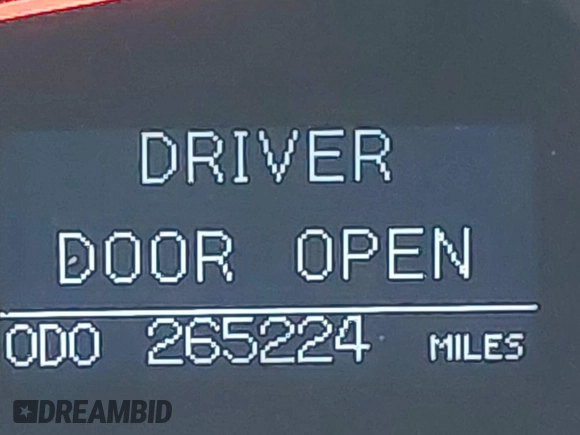 DRIVER
DOOR OPEN
ODO 265224 MILES
DREAMBID